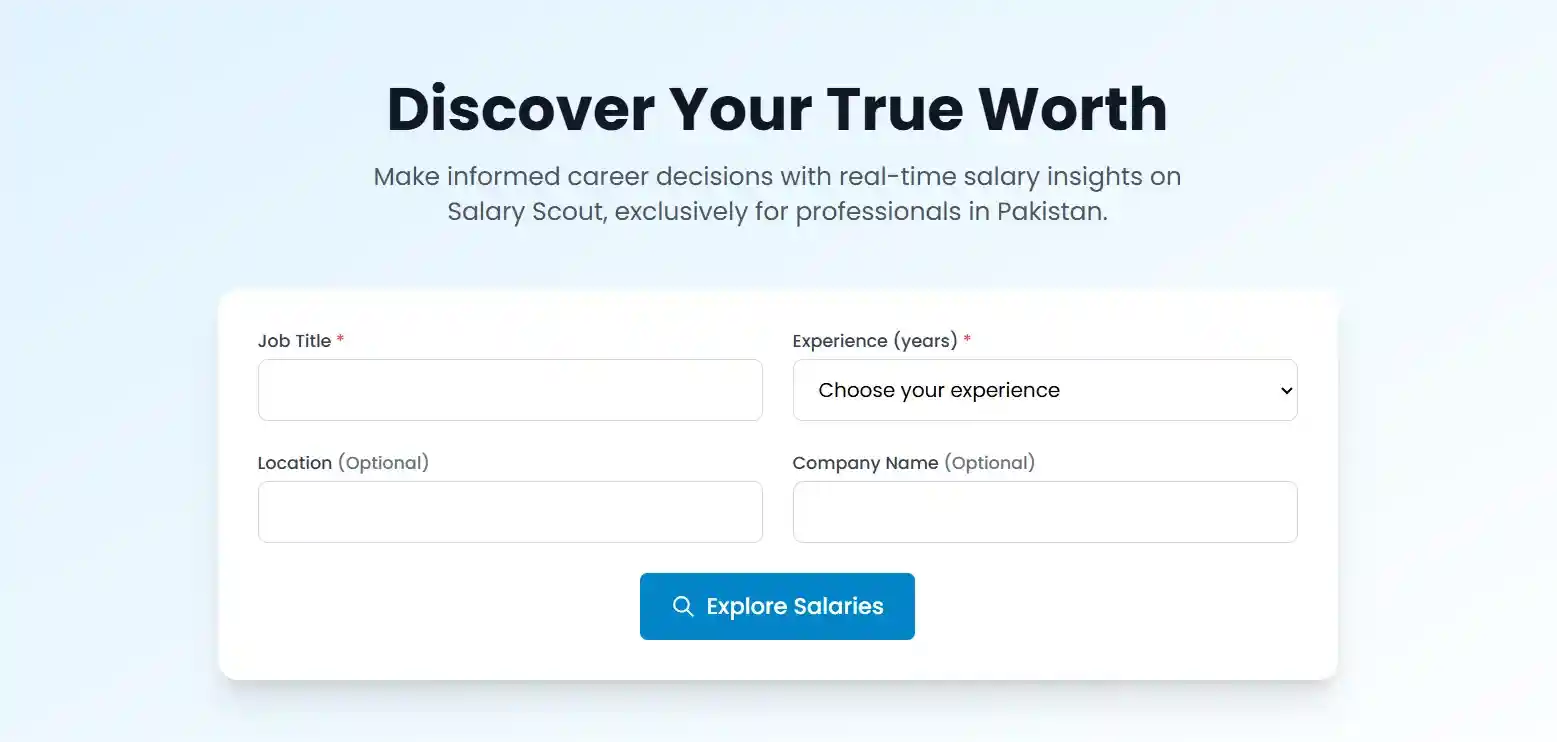 Discover Your True Worth
Make informed career decisions with real-time salary insights on
Salary Scout, exclusively for professionals in Pakistan.
Job Title *
Experience (years) *
Choose your experience
Location (Optional)
Company Name (Optional)
Explore Salaries